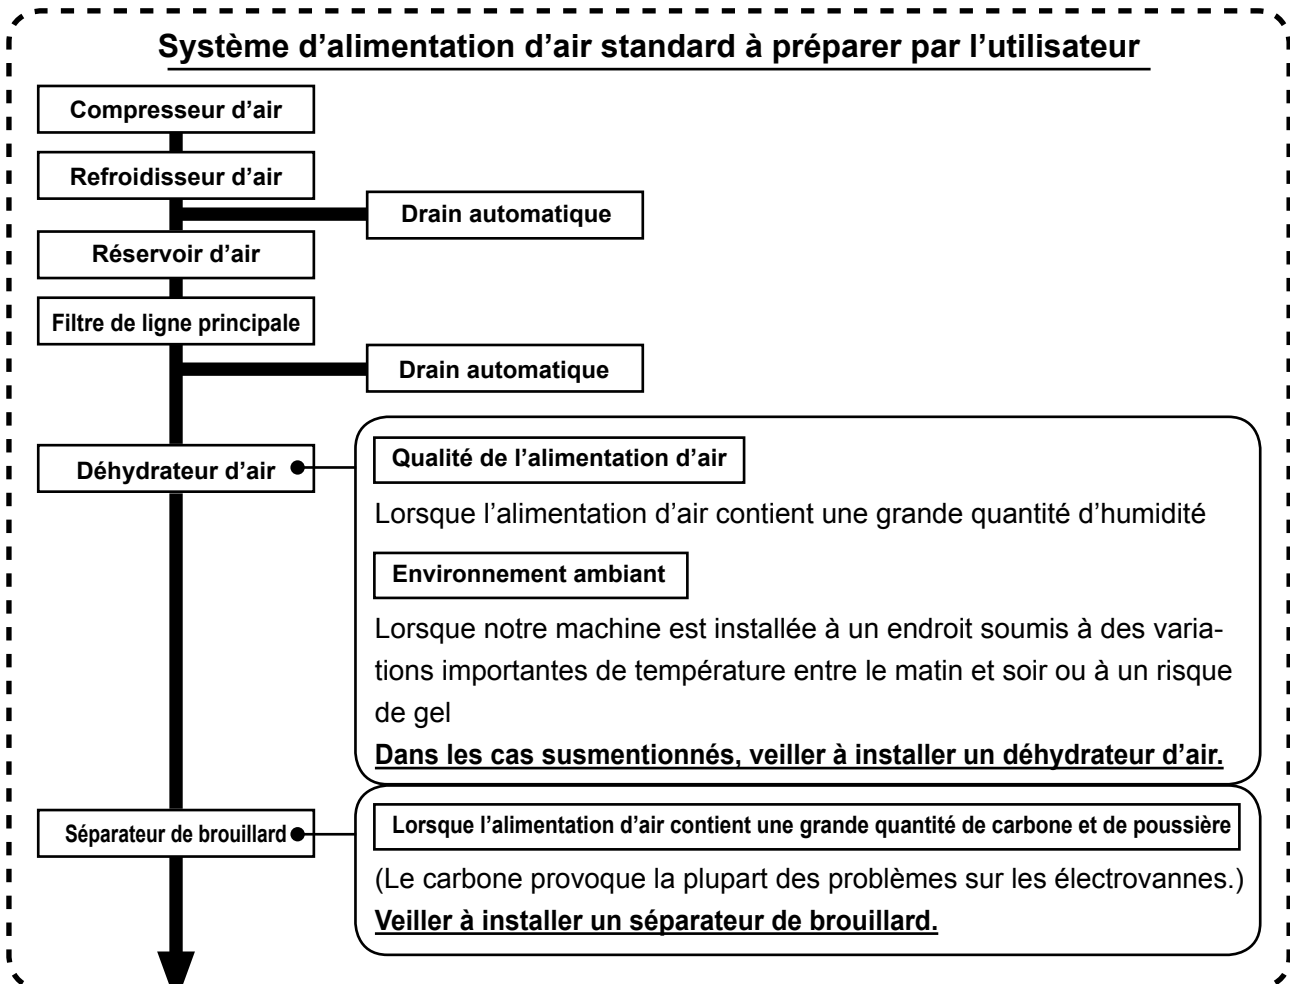 Système d’alimentation d’air standard à préparer par l’utilisateur
Compresseur d’air
Refroidisseur d’air
Drain automatique
Réservoir d’air
Filtre de ligne principale
Drain automatique
Déhydrateur d’air
Qualité de l’alimentation d’air
Lorsque l’alimentation d’air contient une grande quantité d’humidité
Environnement ambiant
Lorsque notre machine est installée à un endroit soumis à des varia-
tions importantes de température entre le matin et soir ou à un risque
de gel
Dans les cas susmentionnés, veiller à installer un déhydrateur d’air.
Séparateur de brouillard
Lorsque l’alimentation d’air contient une grande quantité de carbone et de poussière
(Le carbone provoque la plupart des problèmes sur les électrovannes.)
Veiller à installer un séparateur de brouillard.